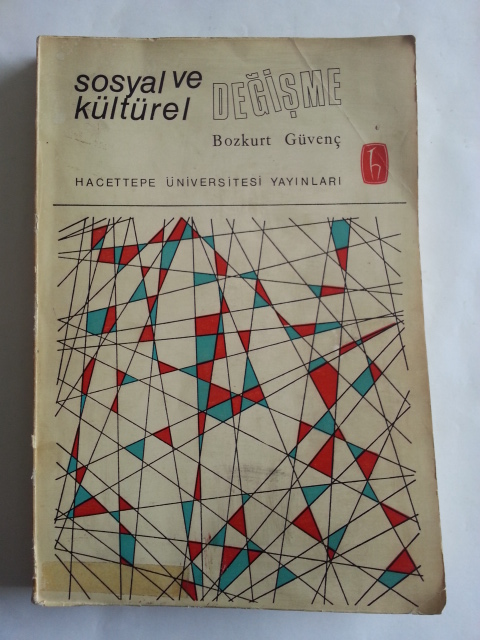 sosyal ve
kültürel DEĞİŞME
Bozkurt Güvenç
HACETTEPE ÜNİVERSİTESİ YAYINLARI